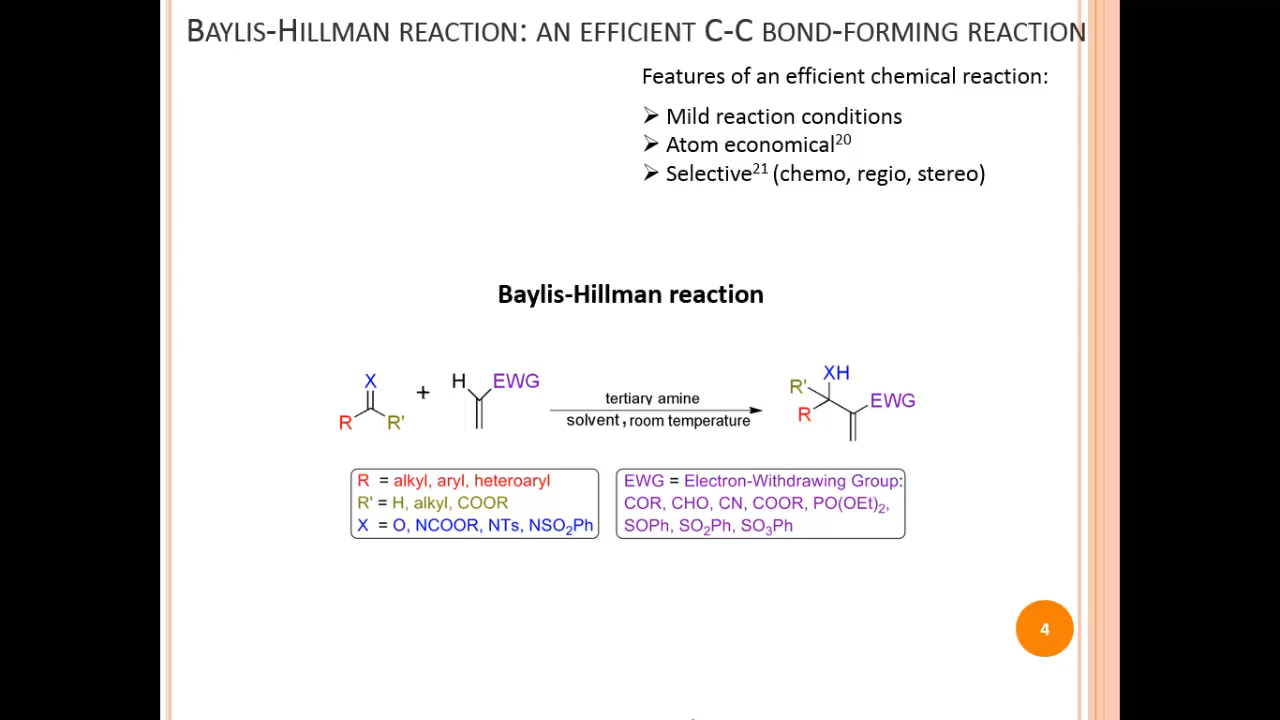 BAYLIS-HILLMAN REACTION: AN EFFICIENT C-C BOND-FORMING REACTION
Features of an efficient chemical reaction:
➢ Mild reaction conditions
➢ Atom economical²⁰
➢ Selective²¹ (chemo, regio, stereo)
Baylis-Hillman reaction
X
R
R'
+
H
EWG
tertiary amine
solvent, room temperature
XH
R'
R
EWG
R = alkyl, aryl, heteroaryl
R' = H, alkyl, COOR
X = O, NCOOR, NTs, NSO₂Ph
EWG = Electron-Withdrawing Group:
COR, CHO, CN, COOR, PO(OEt)₂,
SOPh, SO₂Ph, SO₃Ph
4